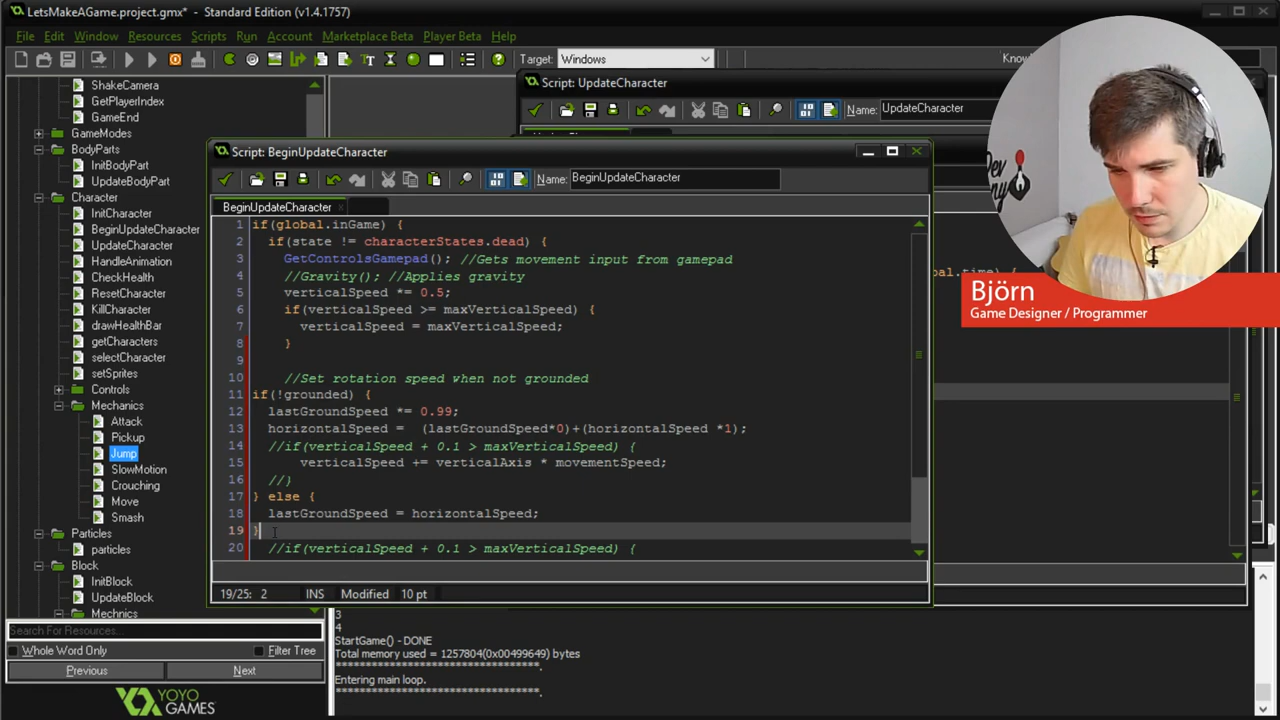 LetsMakeAGame.project.gmx* - Standard Edition (v1.4.1757)
File Edit Window Resources Scripts Run Account Marketplace Beta Player Beta Help
Target: Windows
ShakeCamera
GetPlayerIndex
GameEnd
GameModes
BodyParts
InitBodyPart
UpdateBodyPart
Character
InitCharacter
BeginUpdateCharacter
UpdateCharacter
HandleAnimation
CheckHealth
ResetCharacter
KillCharacter
drawHealthBar
getCharacters
selectCharacter
setSprites
Controls
Mechanics
Attack
Pickup
Jump
SlowMotion
Crouching
Move
Smash
Particles
particles
Block
InitBlock
UpdateBlock
Mechnics
Search For Resources...
Whole Word Only Filter Tree
Previous Next
YOYO
GAMES
Script: UpdateCharacter
Name: UpdateCharacter
Script: BeginUpdateCharacter
Name: BeginUpdateCharacter
BeginUpdateCharacter
1 if(global.inGame) {
2 if(state != characterStates.dead) {
3 GetControlsGamepad(); //Gets movement input from gamepad
4 //Gravity(); //Applies gravity
5 verticalSpeed *= 0.5;
6 if(verticalSpeed >= maxVerticalSpeed) {
7 verticalSpeed = maxVerticalSpeed;
8 }
9
10 //Set rotation speed when not grounded
11 if(!grounded) {
12 lastGroundSpeed *= 0.99;
13 horizontalSpeed = (lastGroundSpeed*0)+(horizontalSpeed *1);
14 //if(verticalSpeed + 0.1 > maxVerticalSpeed) {
15 verticalSpeed += verticalAxis * movementSpeed;
16 //}
17 } else {
18 lastGroundSpeed = horizontalSpeed;
19 }
20 //if(verticalSpeed + 0.1 > maxVerticalSpeed) {
19/25: 2 INS Modified 10 pt
bal.time) {
3
4
StartGame() - DONE
Total memory used = 1257804(0x00499649) bytes
**********************************.
Entering main loop.
**********************************.
Björn
Game Designer / Programmer